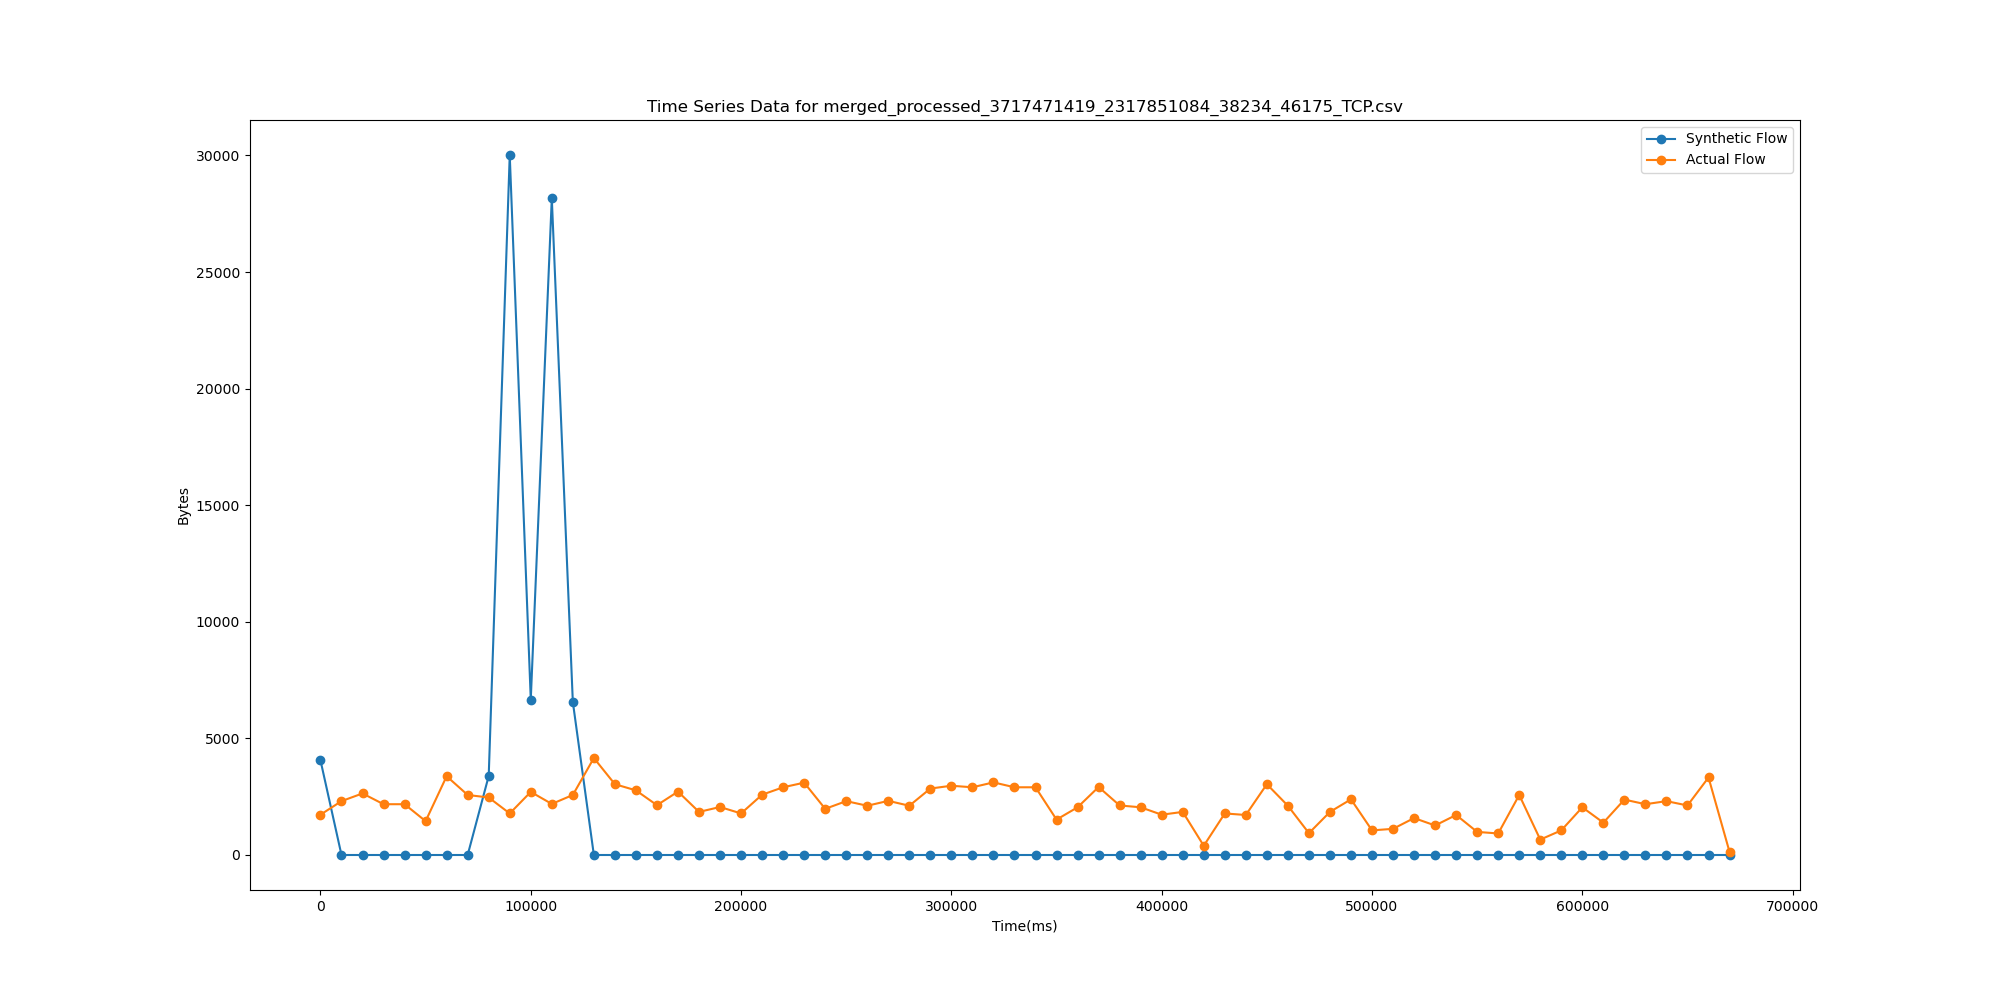 Time Series Data for merged_processed_3717471419_2317851084_38234_46175_TCP.csv
Synthetic Flow
Actual Flow
30000
25000
20000
15000
10000
5000
0
Bytes
0 100000 200000 300000 400000 500000 600000 700000
Time(ms)